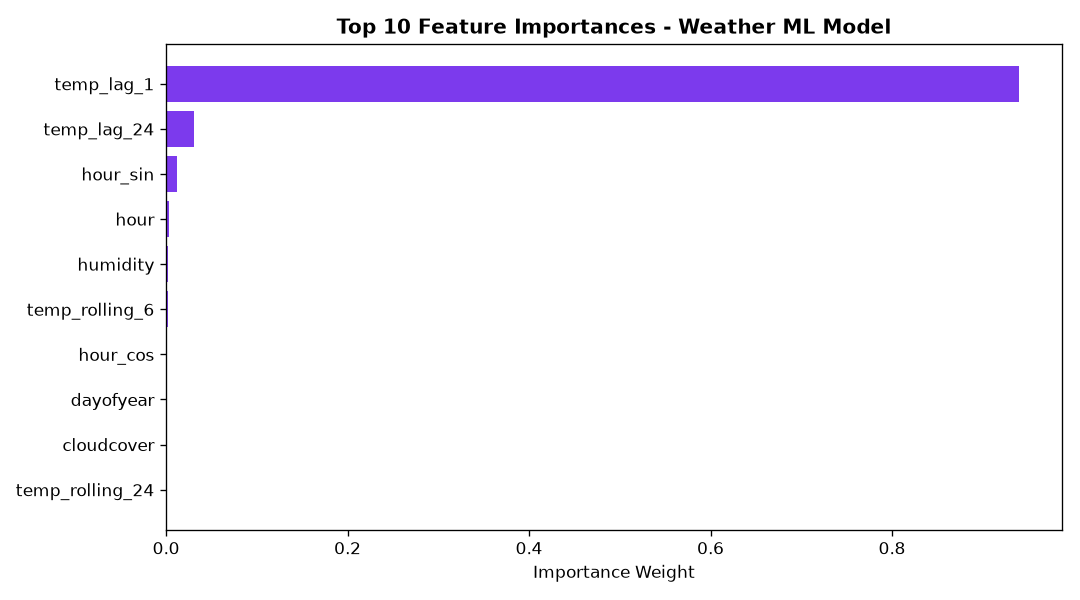 Top 10 Feature Importances - Weather ML Model
temp_lag_1
temp_lag_24
hour_sin
hour
humidity
temp_rolling_6
hour_cos
dayofyear
cloudcover
temp_rolling_24
0.0 0.2 0.4 0.6 0.8
Importance Weight